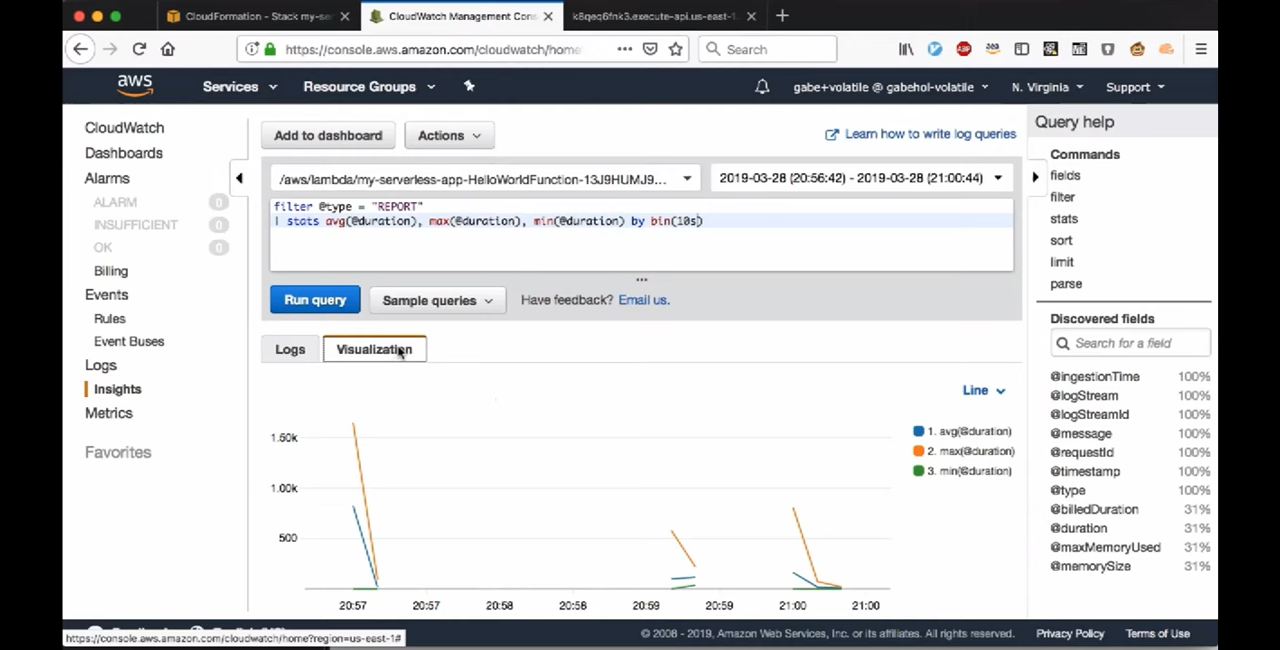 CloudFormation - Stack my-se
CloudWatch Management Cons
k8qeq6fnk3.execute-api.us-east-1.
https://console.aws.amazon.com/cloudwatch/home
Search
aws
Services
Resource Groups
gabe+volatile @ gabehol-volatile
N. Virginia
Support
CloudWatch
Dashboards
Alarms
ALARM 0
INSUFFICIENT 0
OK 0
Billing
Events
Rules
Event Buses
Logs
Insights
Metrics
Favorites
Add to dashboard
Actions
Learn how to write log queries
/aws/lambda/my-serverless-app-HelloWorldFunction-13J9HUMJ9...
2019-03-28 (20:56:42) - 2019-03-28 (21:00:44)
filter @type = "REPORT"
| stats avg(@duration), max(@duration), min(@duration) by bin(10s)
Run query
Sample queries
Have feedback? Email us.
Logs
Visualization
Line
1.50k
1.00k
500
20:57 20:57 20:58 20:58 20:59 20:59 21:00 21:00
1. avg(@duration)
2. max(@duration)
3. min(@duration)
Query help
Commands
fields
filter
stats
sort
limit
parse
Discovered fields
Search for a field
@ingestionTime 100%
@logStream 100%
@logStreamId 100%
@message 100%
@requestId 100%
@timestamp 100%
@type 100%
@billedDuration 31%
@duration 31%
@maxMemoryUsed 31%
@memorySize 31%
https://console.aws.amazon.com/cloudwatch/home?region=us-east-1#
© 2008 - 2019, Amazon Web Services, Inc. or its affiliates. All rights reserved.
Privacy Policy
Terms of Use